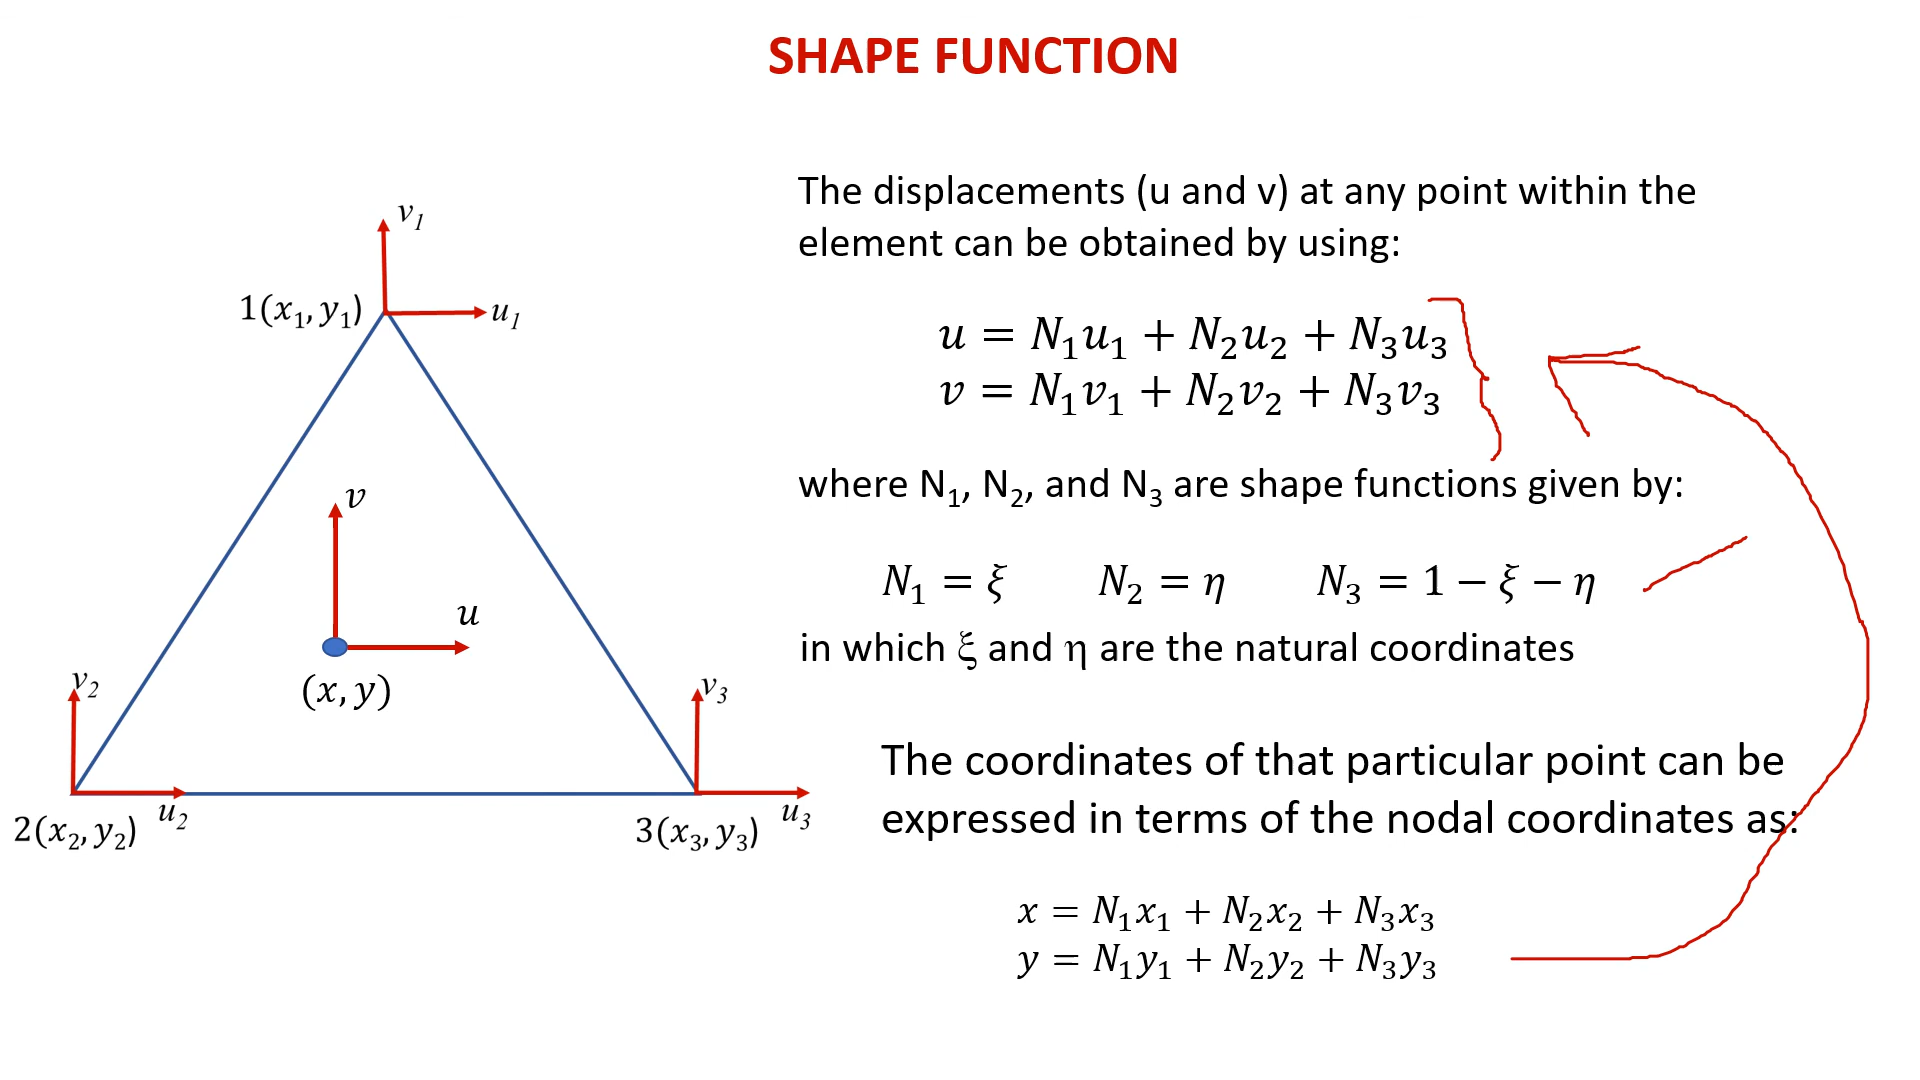 SHAPE FUNCTION
The displacements (u and v) at any point within the
element can be obtained by using:
u = N₁u₁ + N₂u₂ + N₃u₃
v = N₁v₁ + N₂v₂ + N₃v₃
where N₁, N₂, and N₃ are shape functions given by:
N₁ = ξ N₂ = η N₃ = 1 − ξ − η
in which ξ and η are the natural coordinates
The coordinates of that particular point can be
expressed in terms of the nodal coordinates as:
x = N₁x₁ + N₂x₂ + N₃x₃
y = N₁y₁ + N₂y₂ + N₃y₃
v₁
1(x₁, y₁)
u₁
v
u
(x, y)
v₂
u₂
2(x₂, y₂)
v₃
u₃
3(x₃, y₃)